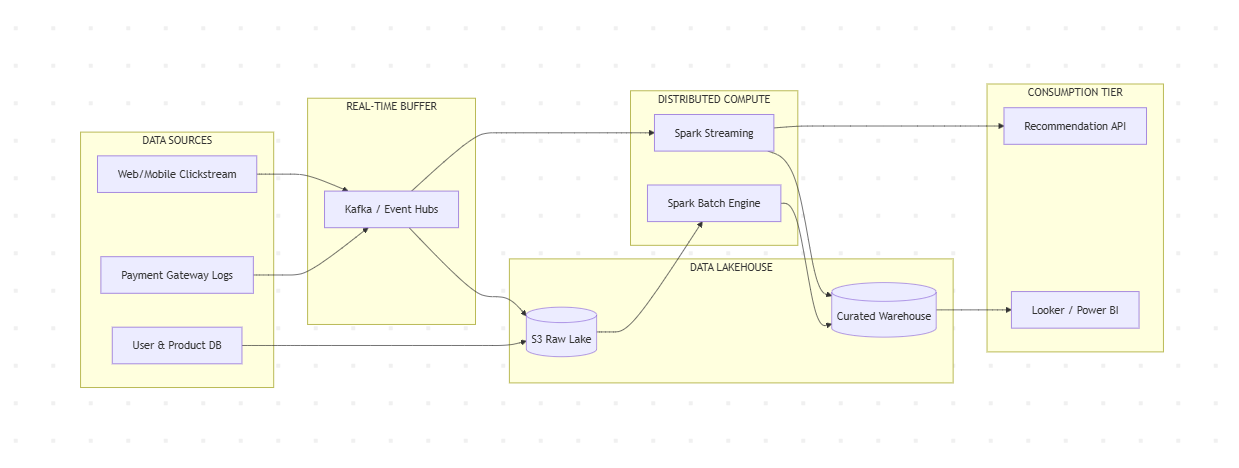 DATA SOURCES
Web/Mobile Clickstream
Payment Gateway Logs
User & Product DB
REAL-TIME BUFFER
Kafka / Event Hubs
DISTRIBUTED COMPUTE
Spark Streaming
Spark Batch Engine
DATA LAKEHOUSE
S3 Raw Lake
Curated Warehouse
CONSUMPTION TIER
Recommendation API
Looker / Power BI